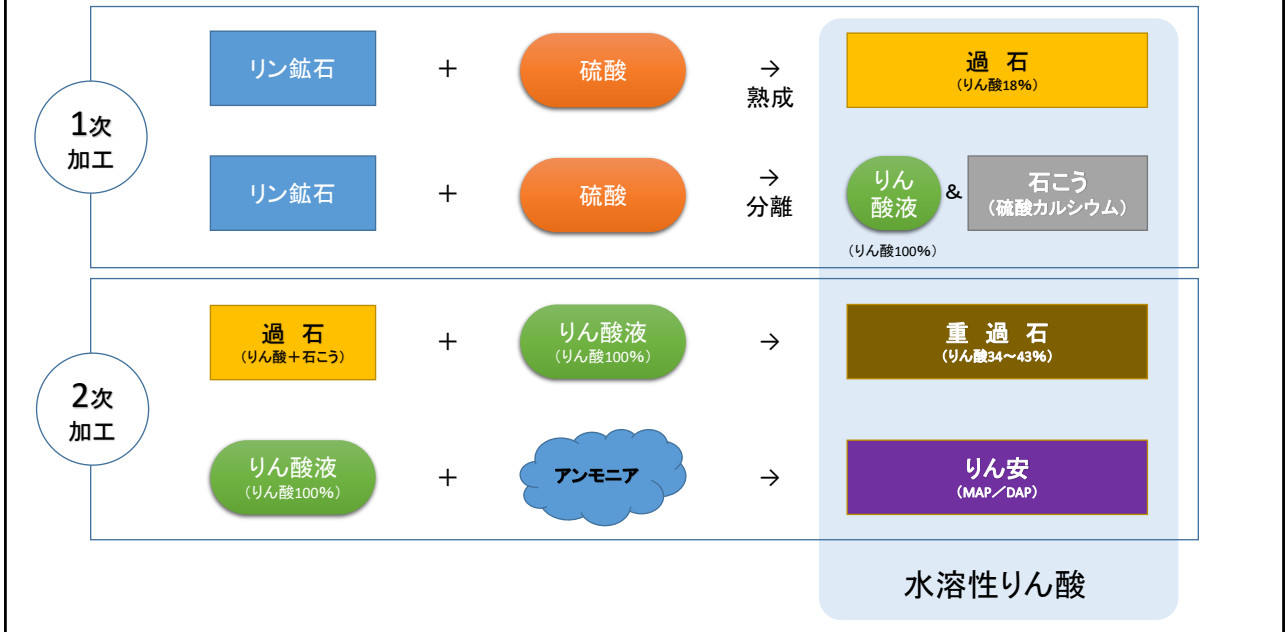 1次
加工
リン鉱石
+
硫酸
→
熟成
過 石
(りん酸18%)
リン鉱石
+
硫酸
→
分離
りん
酸液
(りん酸100%)
&
石こう
(硫酸カルシウム)
2次
加工
過 石
(りん酸+石こう)
+
りん酸液
(りん酸100%)
→
重 過 石
(りん酸34~43%)
りん酸液
(りん酸100%)
+
アンモニア
→
りん安
(MAP/DAP)
水溶性りん酸